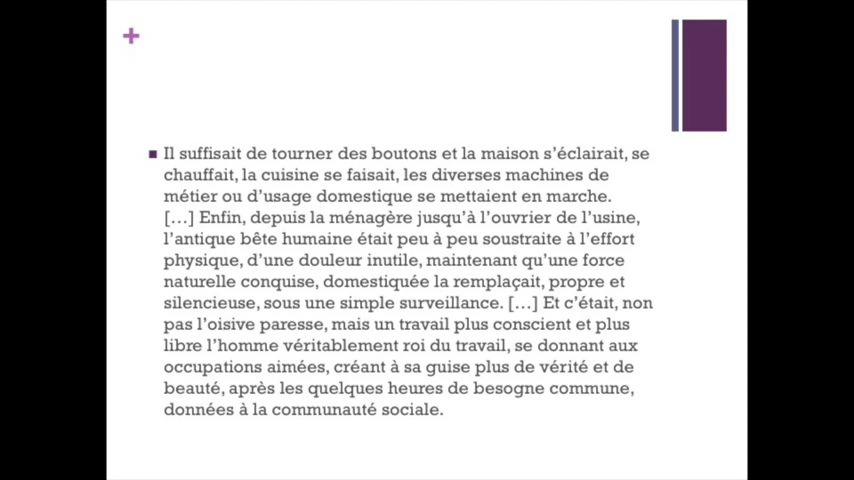 Il suffisait de tourner des boutons et la maison s’éclairait, se
chauffait, la cuisine se faisait, les diverses machines de
métier ou d’usage domestique se mettaient en marche.
[…] Enfin, depuis la ménagère jusqu’à l’ouvrier de l’usine,
l’antique bête humaine était peu à peu soustraite à l’effort
physique, d’une douleur inutile, maintenant qu’une force
naturelle conquise, domestiquée la remplaçait, propre et
silencieuse, sous une simple surveillance. […] Et c’était, non
pas l’oisive paresse, mais un travail plus conscient et plus
libre l’homme véritablement roi du travail, se donnant aux
occupations aimées, créant à sa guise plus de vérité et de
beauté, après les quelques heures de besogne commune,
données à la communauté sociale.